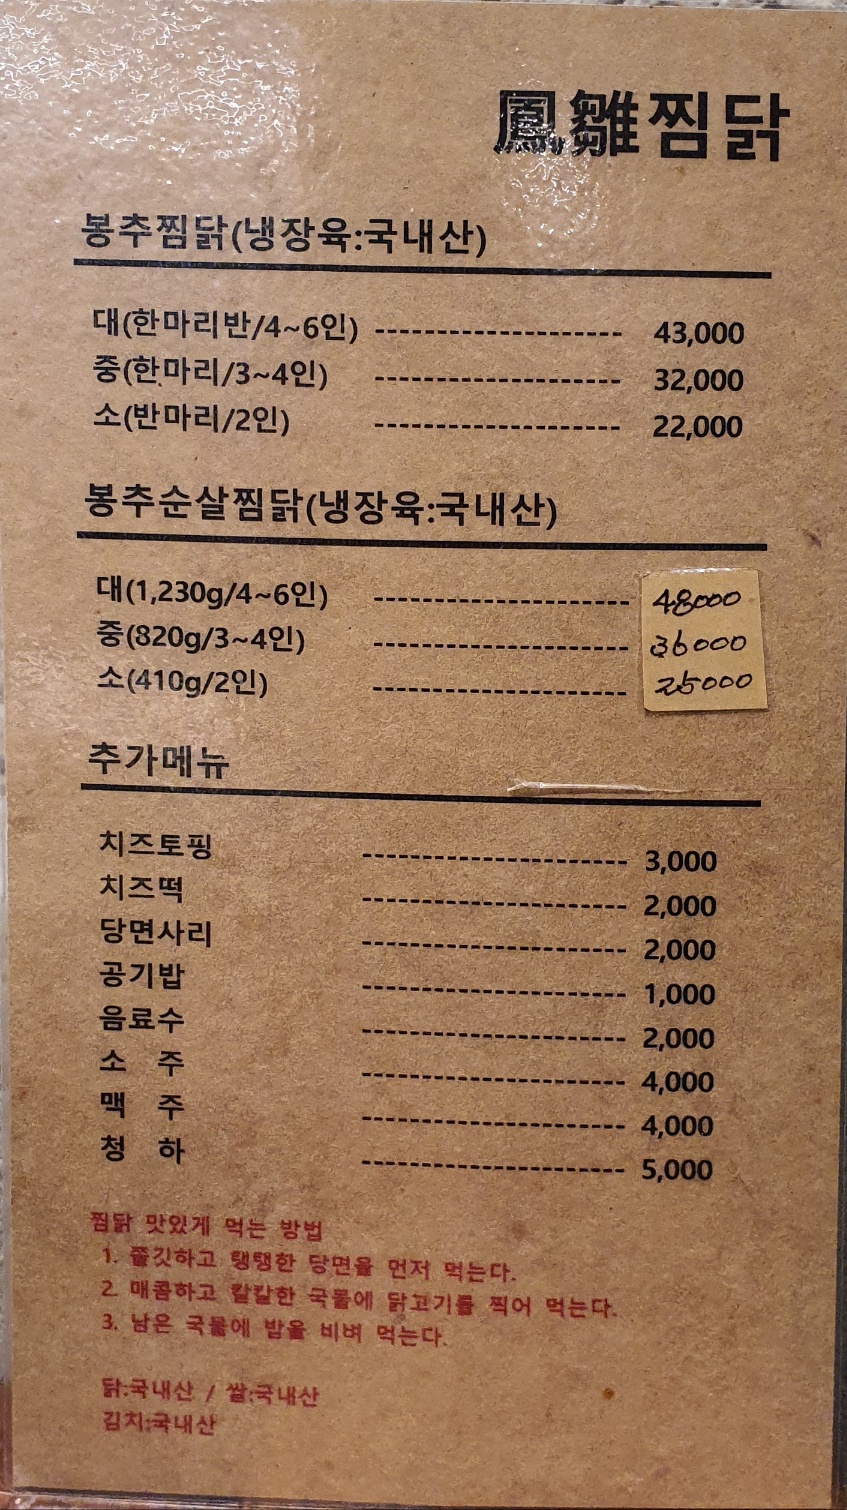 鳳雛찜닭
봉추찜닭(냉장육:국내산)
대(한마리반/4~6인) -------------------- 43,000
중(한마리/3~4인) -------------------- 32,000
소(반마리/2인) -------------------- 22,000
봉추순살찜닭(냉장육:국내산)
대(1,230g/4~6인) -------------------- 48000
중(820g/3~4인) -------------------- 36000
소(410g/2인) -------------------- 25000
추가메뉴
치즈토핑 -------------------- 3,000
치즈떡 -------------------- 2,000
당면사리 -------------------- 2,000
공기밥 -------------------- 1,000
음료수 -------------------- 2,000
소 주 -------------------- 4,000
맥 주 -------------------- 4,000
청 하 -------------------- 5,000
찜닭 맛있게 먹는 방법
1. 쫄깃하고 탱탱한 당면을 먼저 먹는다.
2. 매콤하고 칼칼한 국물에 닭고기를 찍어 먹는다.
3. 남은 국물에 밥을 비벼 먹는다.
닭:국내산 / 쌀:국내산
김치:국내산